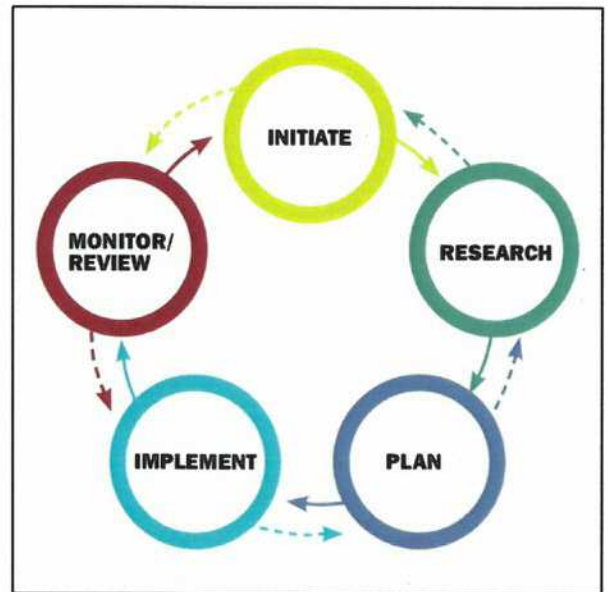 INITIATE
RESEARCH
PLAN
IMPLEMENT
MONITOR/
REVIEW